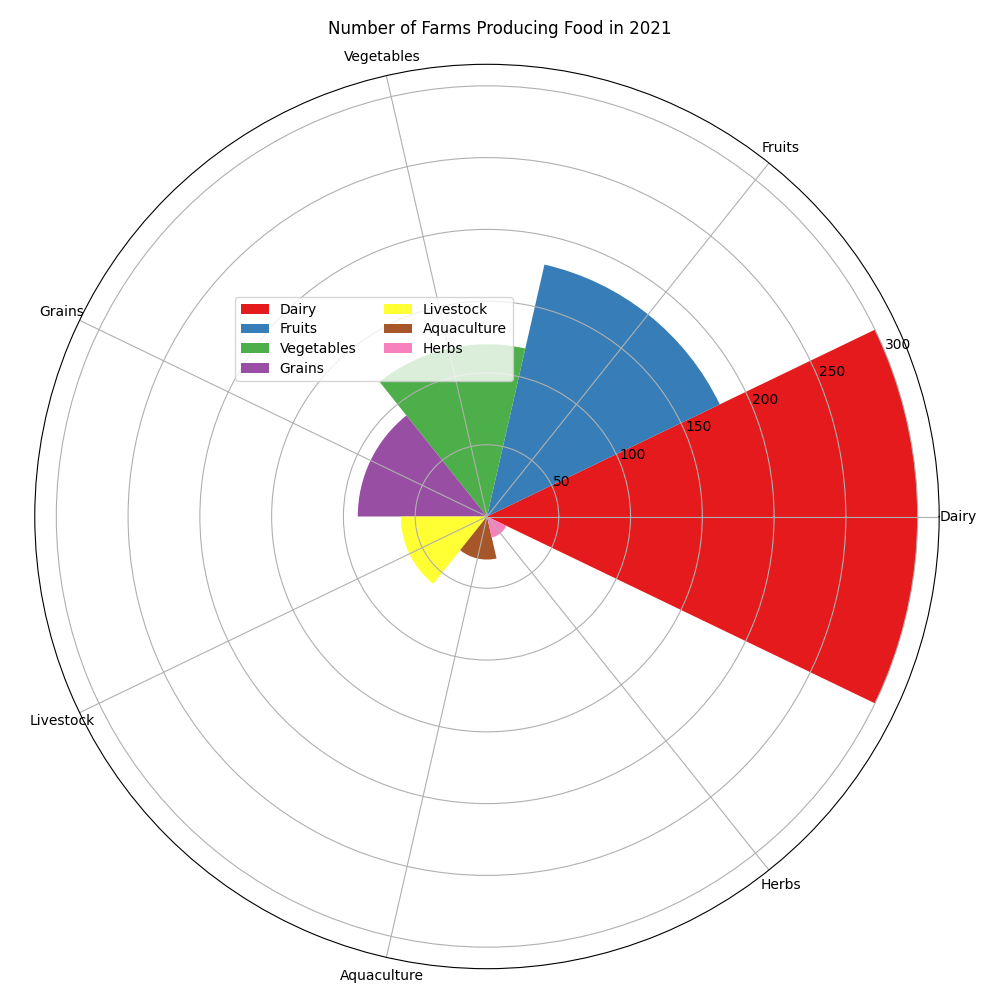 Number of Farms Producing Food in 2021
Vegetables
Fruits
Grains
Dairy
Livestock
Aquaculture
Herbs
50
100
150
200
250
300
Dairy
Fruits
Vegetables
Grains
Livestock
Aquaculture
Herbs